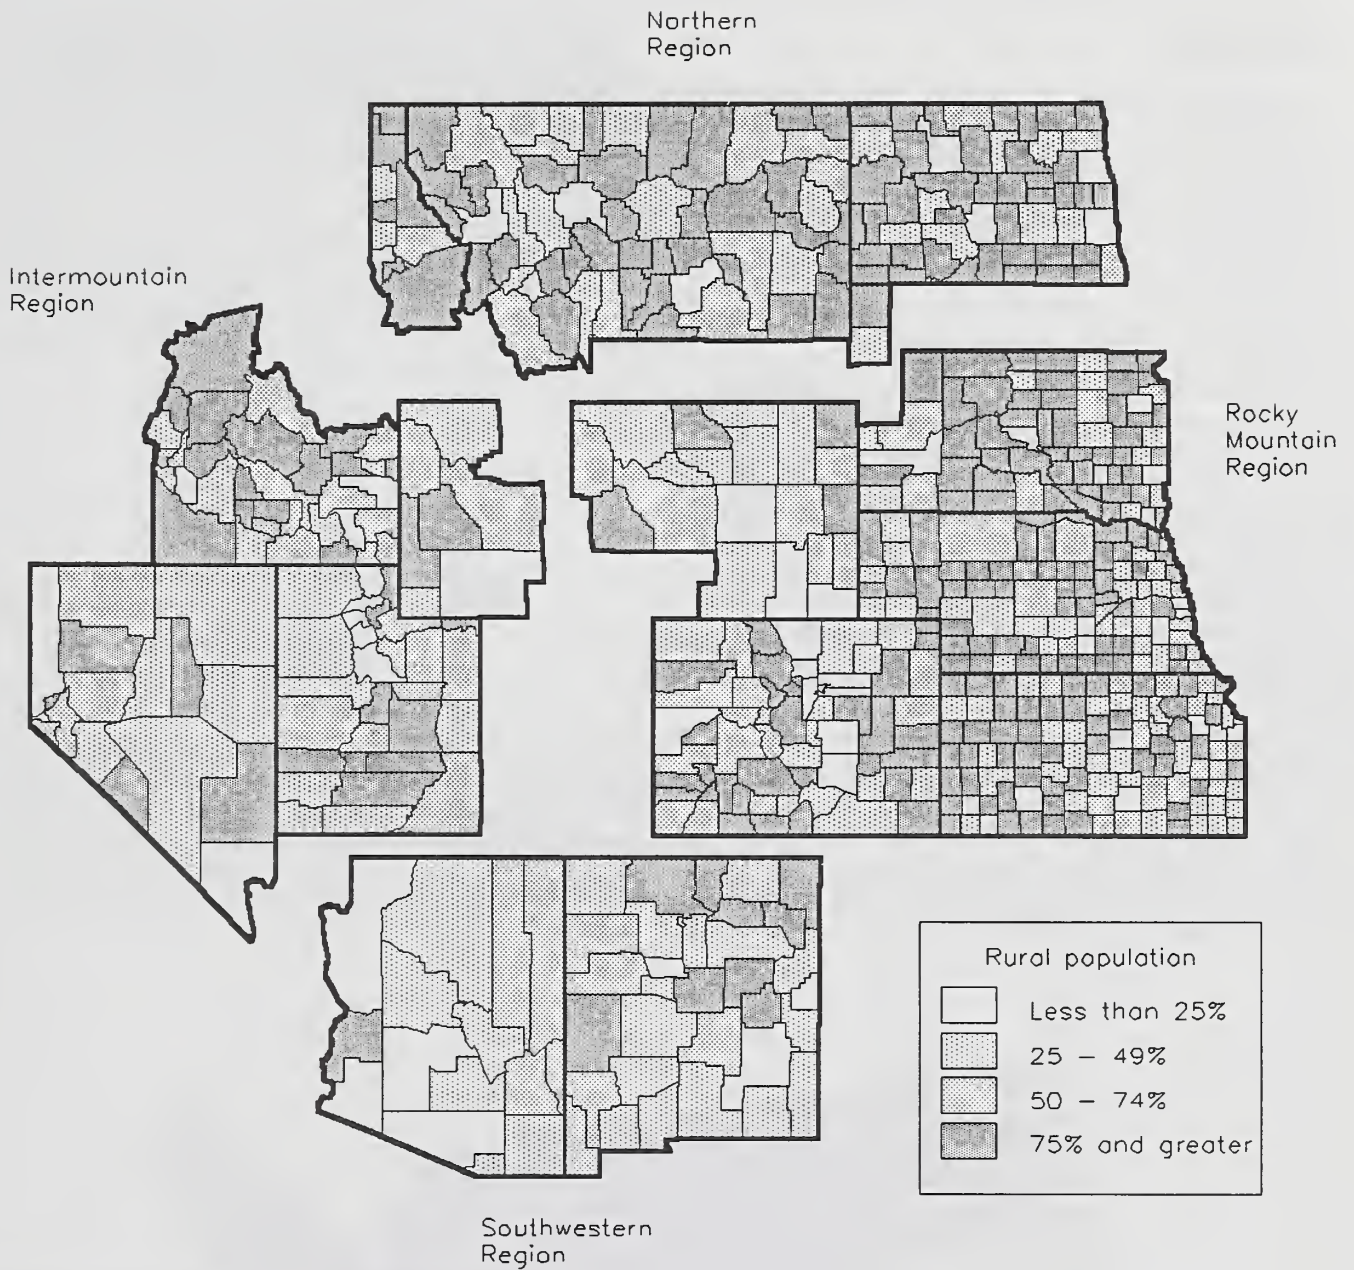 Northern
Region
Intermountain
Region
Rocky
Mountain
Region
Rural population
Less than 25%
25 – 49%
50 – 74%
75% and greater
Southwestern
Region